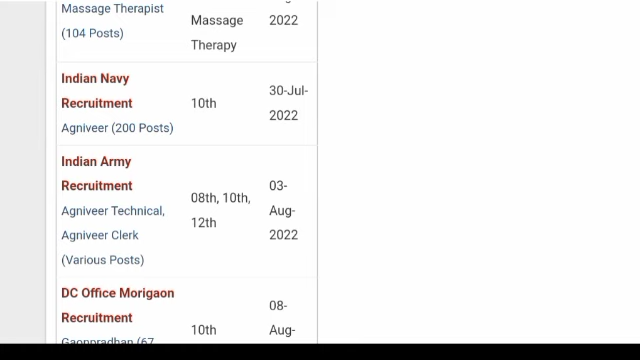 Massage Therapist
(104 Posts)
Massage
Therapy
2022
Indian Navy
Recruitment
Agniveer (200 Posts)
10th
30-Jul-
2022
Indian Army
Recruitment
Agniveer Technical,
Agniveer Clerk
(Various Posts)
08th, 10th,
12th
03-
Aug-
2022
DC Office Morigaon
Recruitment
Gaonpradhan (67
10th
08-
Aug-